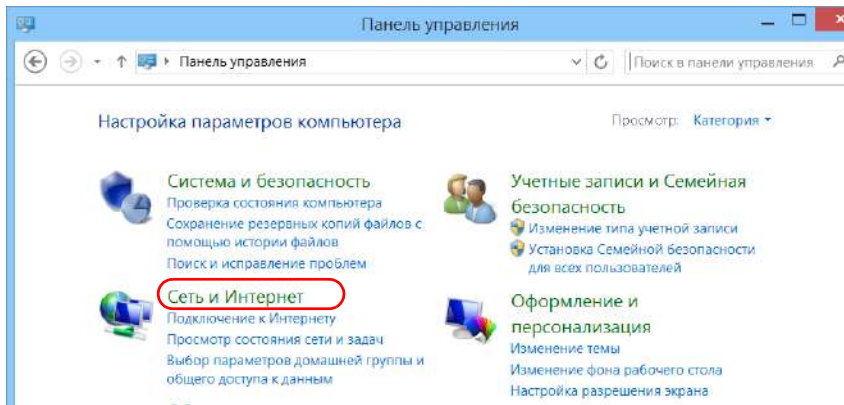 Панель управления
Панель управления
Поиск в панели управления
Настройка параметров компьютера
Просмотр: Категория
Система и безопасность
Проверка состояния компьютера
Сохранение резервных копий файлов с
помощью истории файлов
Поиск и исправление проблем
Сеть и Интернет
Подключение к Интернету
Просмотр состояния сети и задач
Выбор параметров домашней группы и
общего доступа к данным
Учетные записи и Семейная
безопасность
Изменение типа учетной записи
Установка Семейной безопасности
для всех пользователей
Оформление и
персонализация
Изменение темы
Изменение фона рабочего стола
Настройка разрешения экрана